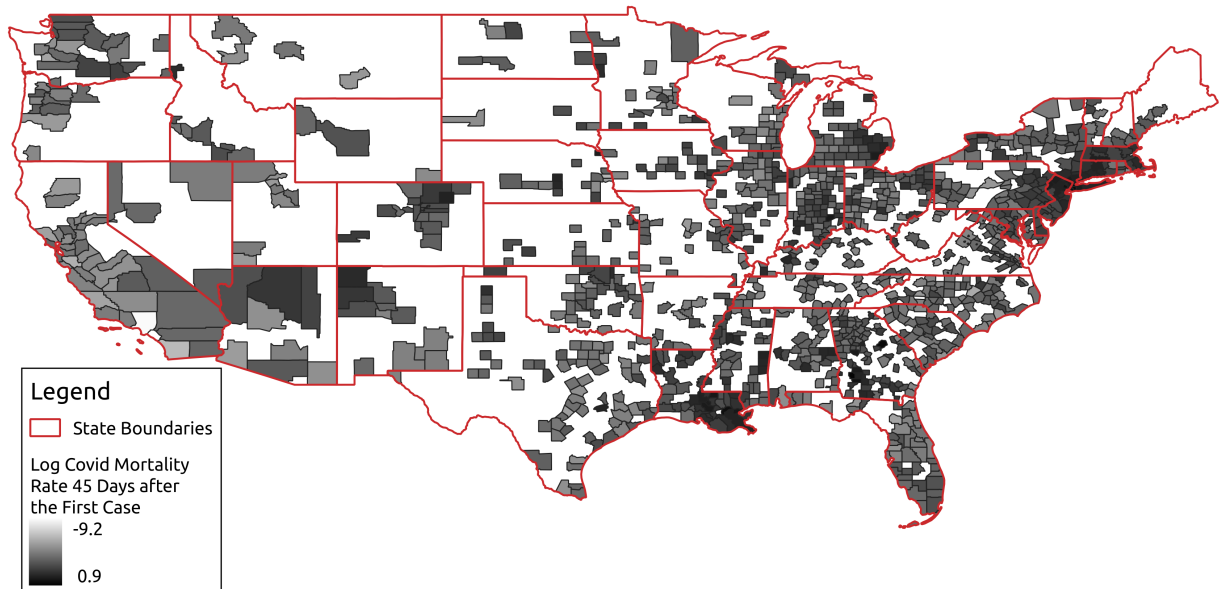 Legend
State Boundaries
Log Covid Mortality
Rate 45 Days after
the First Case
-9.2
0.9